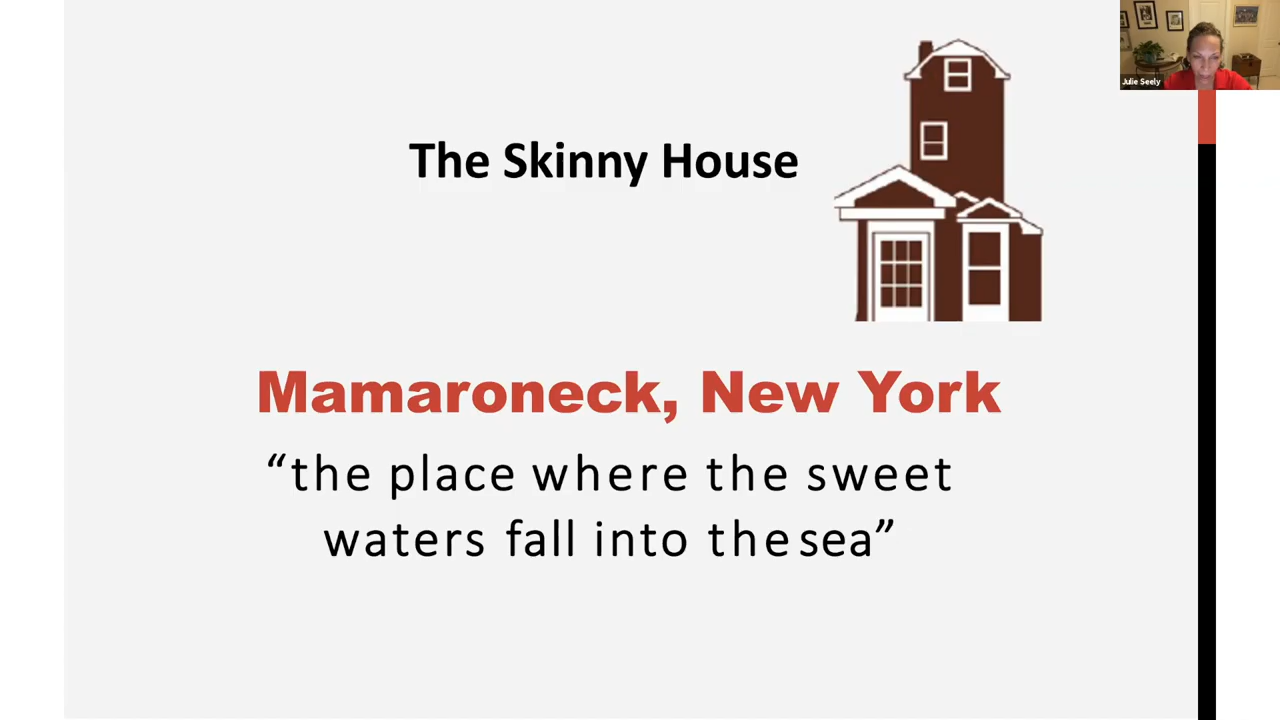 Julie Seely
The Skinny House
Mamaroneck, New York
“the place where the sweet
waters fall into the sea”